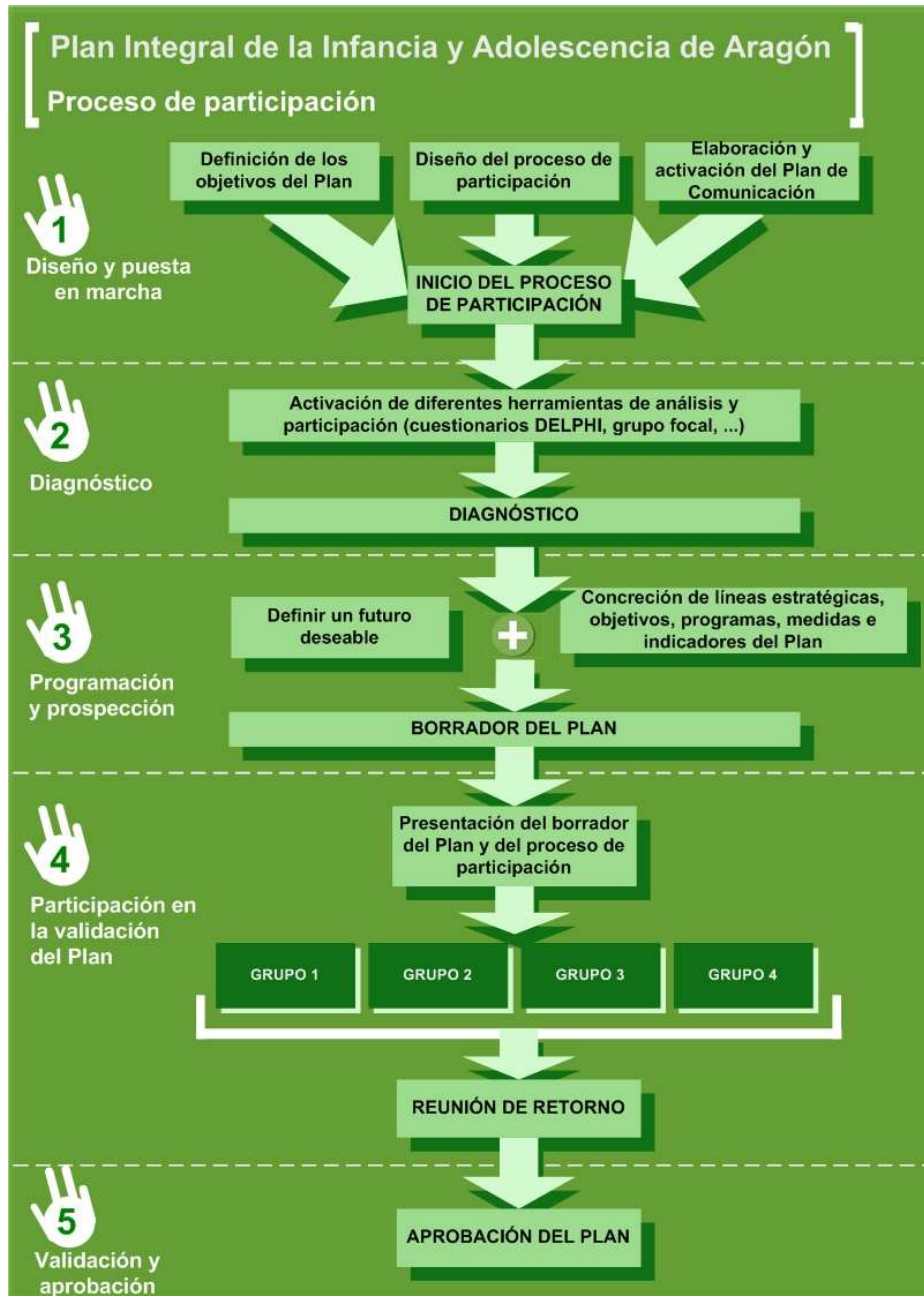 Plan Integral de la Infancia y Adolescencia de Aragón
Proceso de participación
Definición de los
objetivos del Plan
Diseño del proceso de
participación
Elaboración y
activación del Plan de
Comunicación
1
Diseño y puesta
en marcha
INICIO DEL PROCESO
DE PARTICIPACIÓN
2
Diagnóstico
Activación de diferentes herramientas de análisis y
participación (cuestionarios DELPHI, grupo focal, ...)
DIAGNÓSTICO
3
Programación
y prospección
Definir un futuro
deseable
+
Concreción de líneas estratégicas,
objetivos, programas, medidas e
indicadores del Plan
BORRADOR DEL PLAN
4
Participación en
la validación
del Plan
Presentación del borrador
del Plan y del proceso de
participación
GRUPO 1
GRUPO 2
GRUPO 3
GRUPO 4
REUNIÓN DE RETORNO
5
Validación y
aprobación
APROBACIÓN DEL PLAN